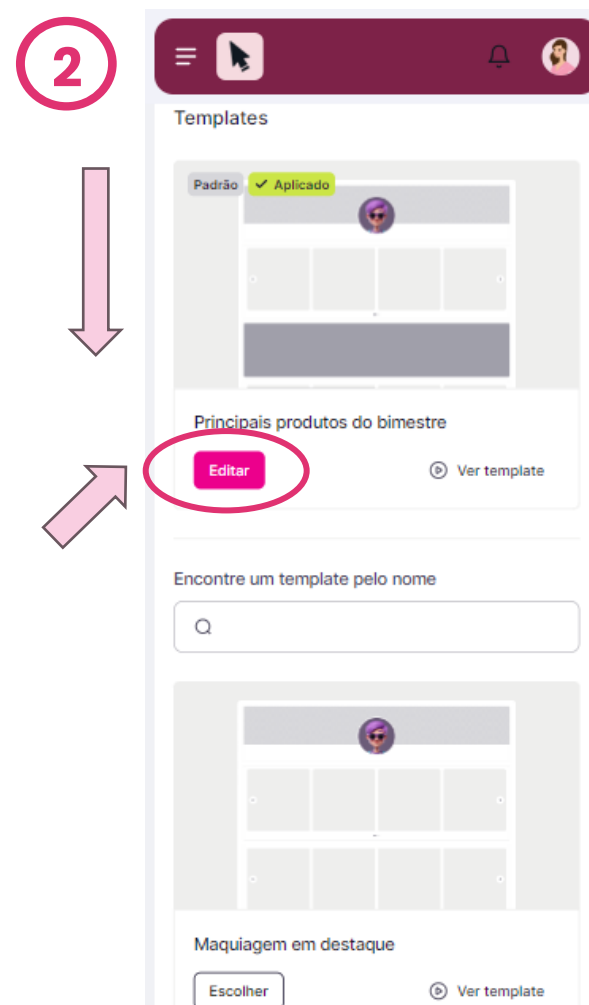 2
Templates
Padrão ✓ Aplicado
Principais produtos do bimestre
Editar Ver template
Encontre um template pelo nome
Maquiagem em destaque
Escolher Ver template